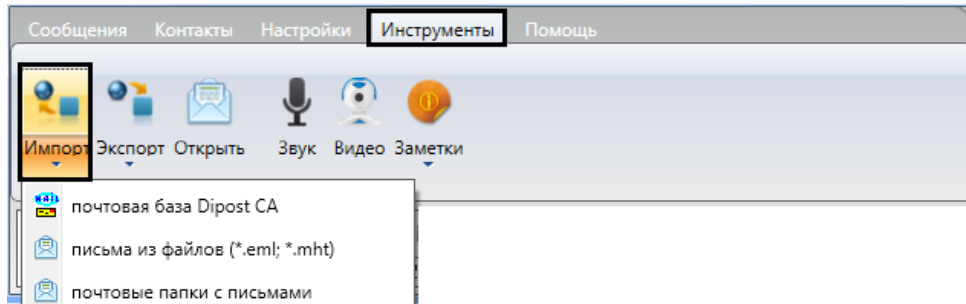 Сообщения Контакты Настройки Инструменты Помощь
Импорт Экспорт Открыть Звук Видео Заметки
почтовая база Dipost CA
письма из файлов (*.eml; *.mht)
почтовые папки с письмами